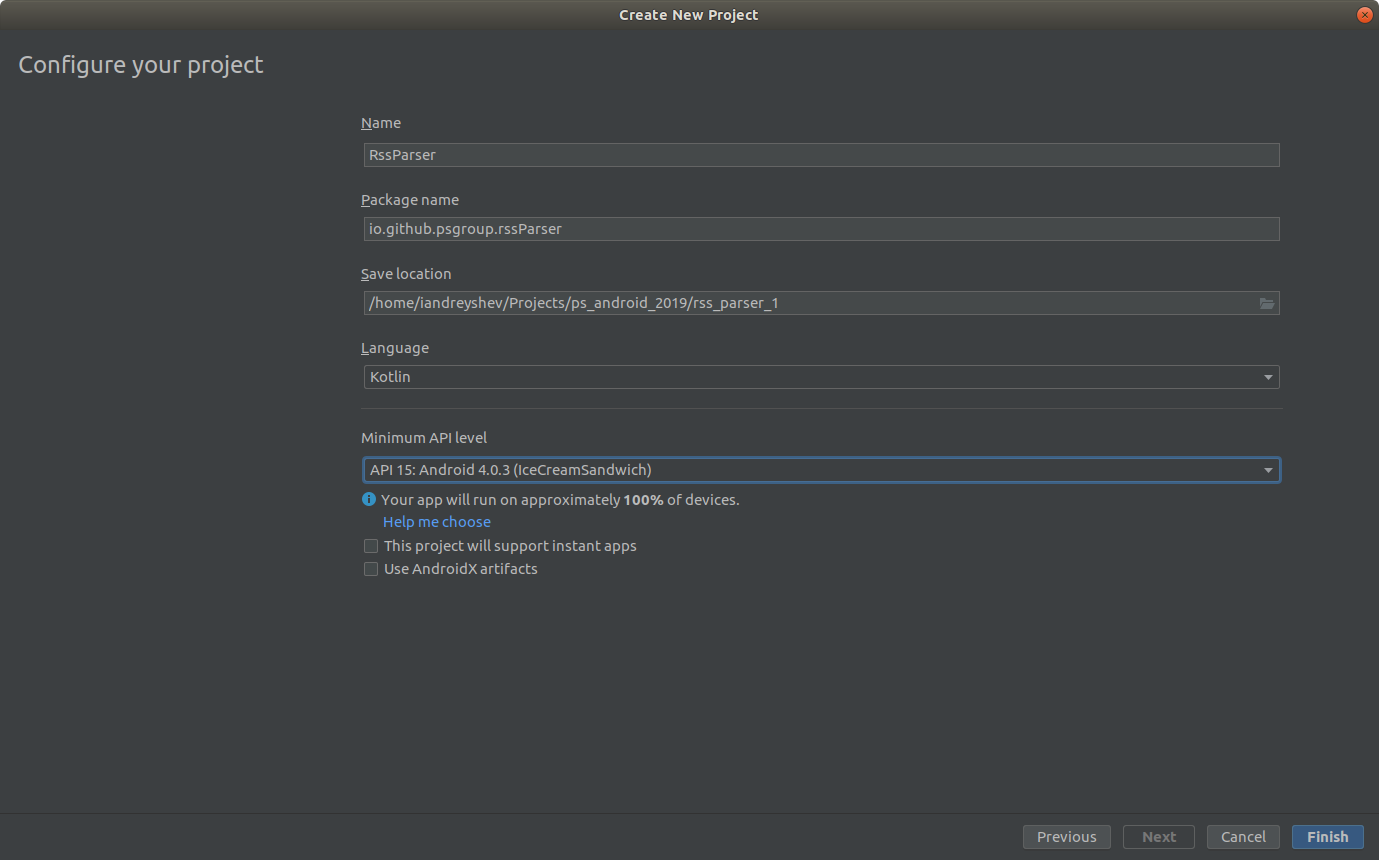 Create New Project
Configure your project
Name
RssParser
Package name
io.github.psgroup.rssParser
Save location
/home/iandreyshev/Projects/ps_android_2019/rss_parser_1
Language
Kotlin
Minimum API level
API 15: Android 4.0.3 (IceCreamSandwich)
Your app will run on approximately 100% of devices.
Help me choose
This project will support instant apps
Use AndroidX artifacts
Previous Next Cancel Finish